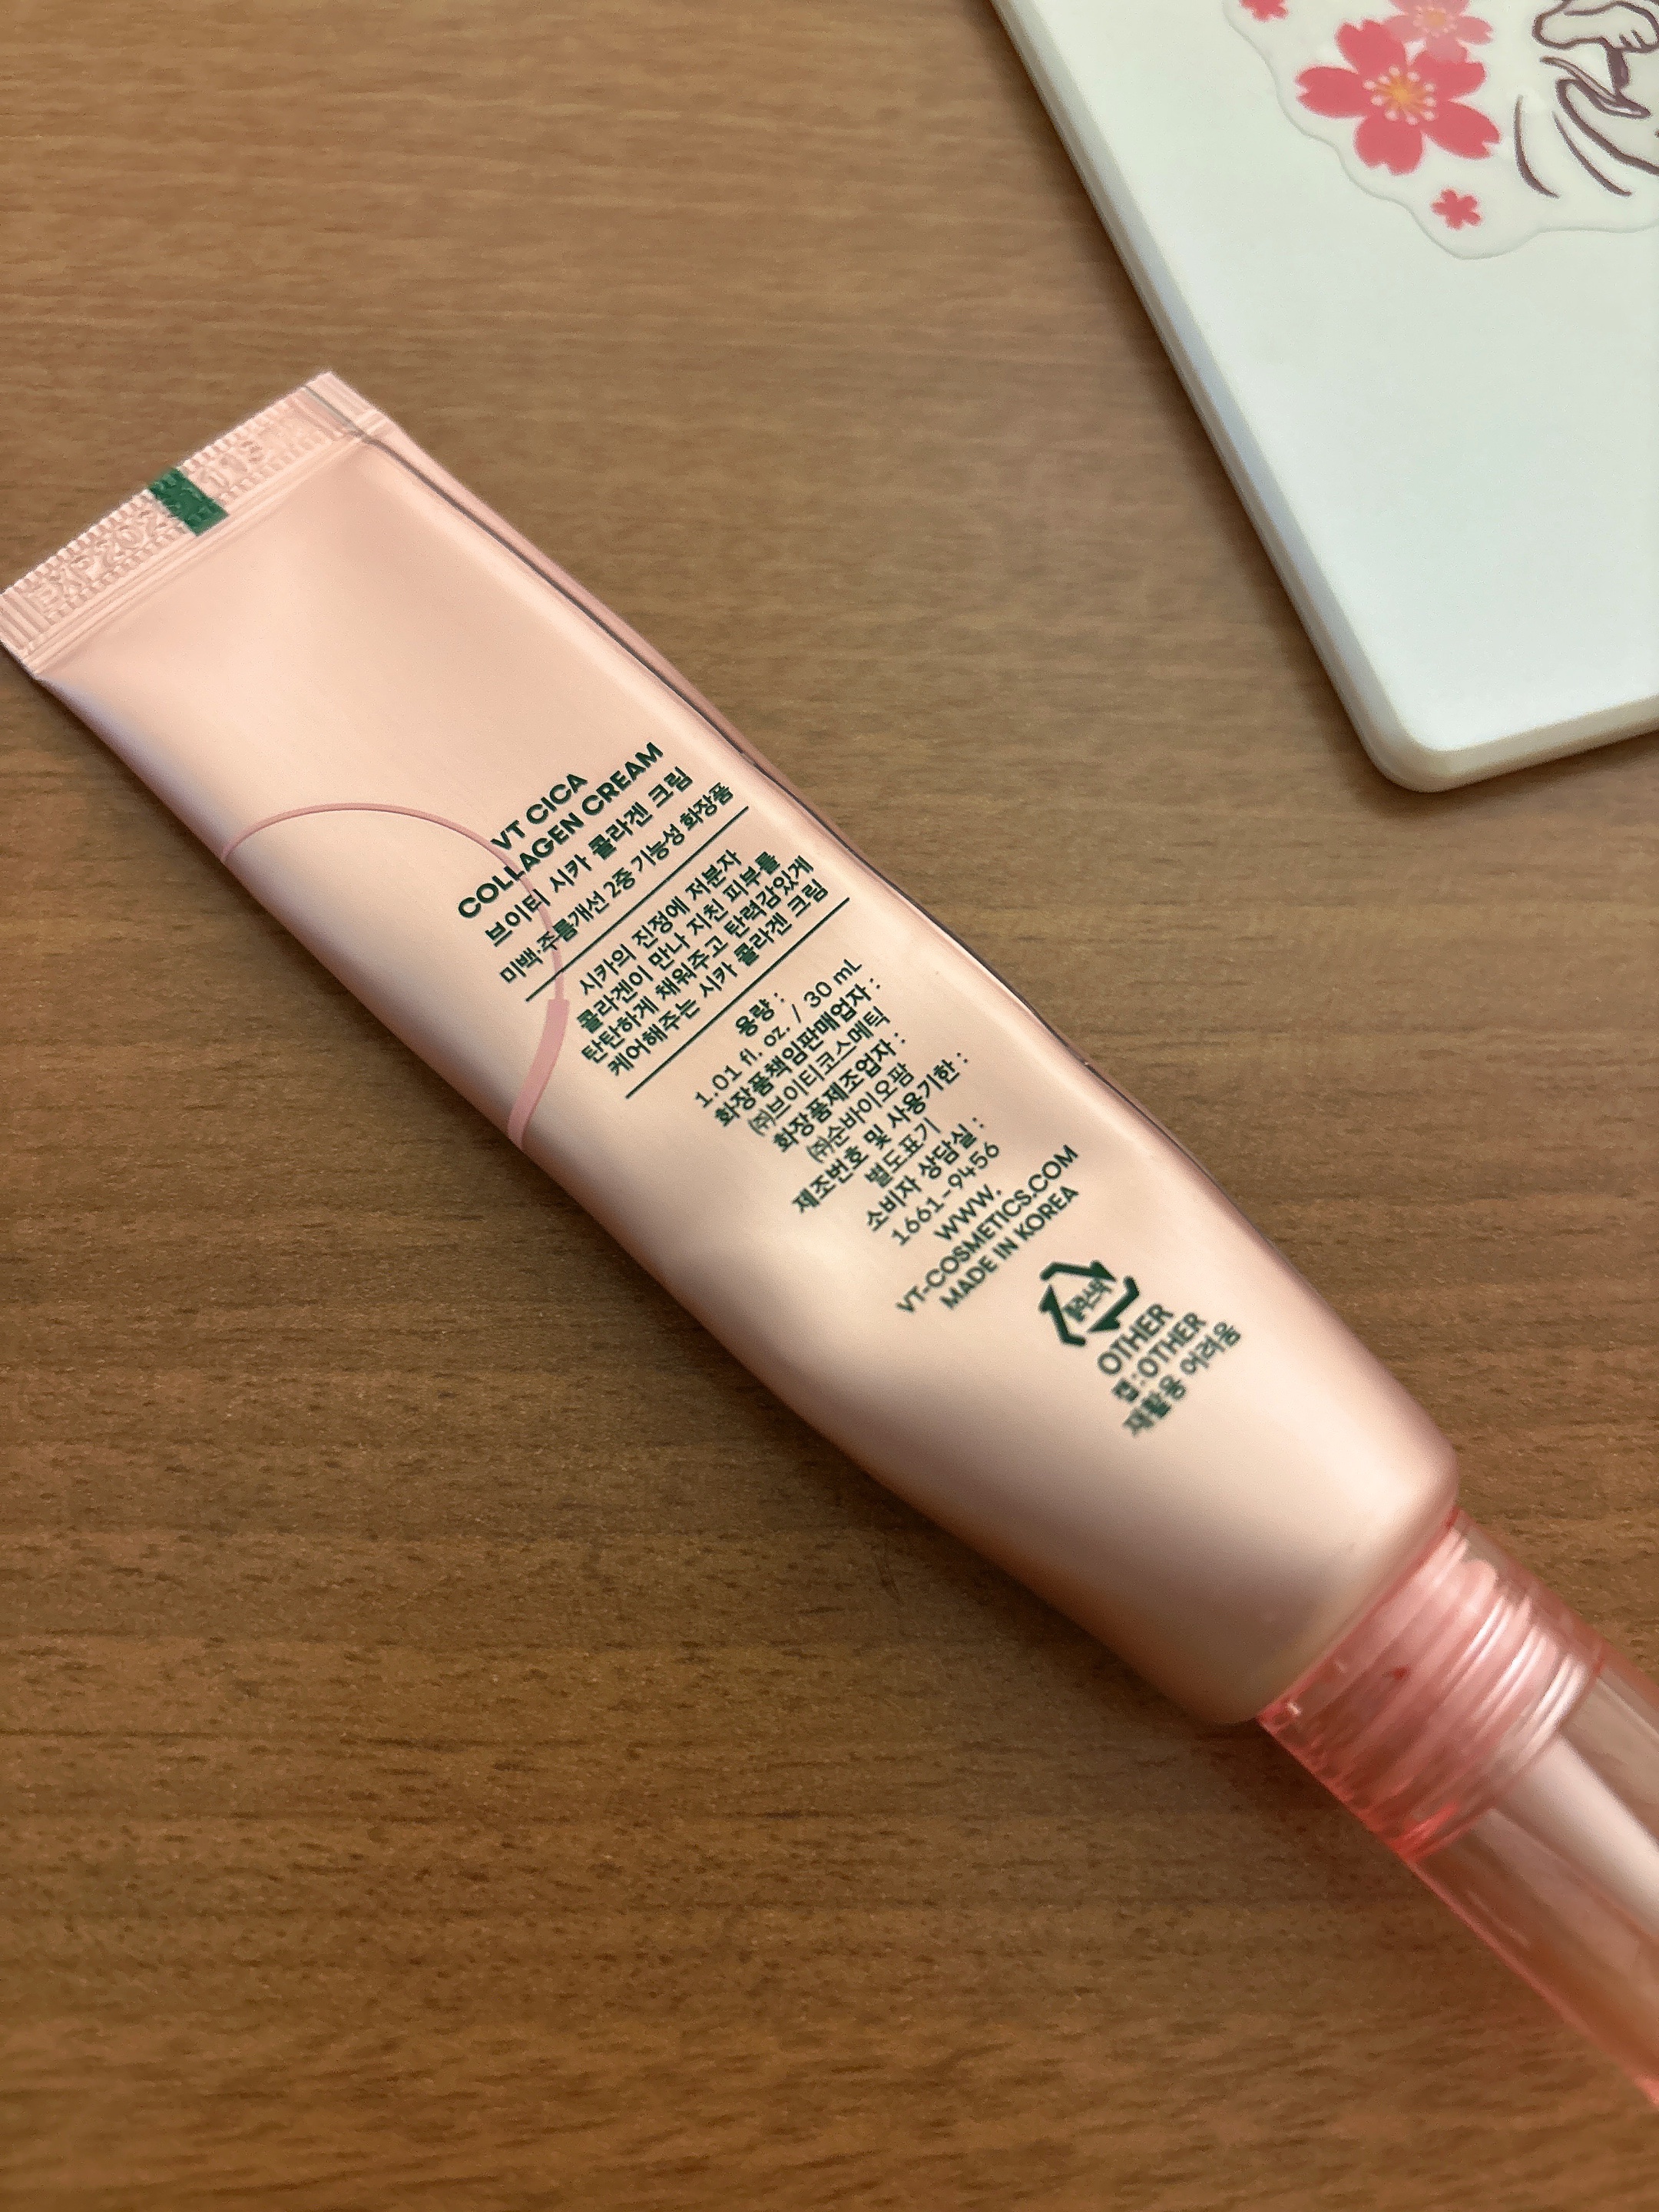 VT CICA
COLLAGEN CREAM
브이티 시카 콜라겐 크림
미백·주름개선 2중 기능성 화장품
시카의 진정에 저분자
콜라겐이 만나 지친 피부를
탄탄하게 채워주고 탄력감있게
케어해주는 시카 콜라겐 크림
용량 :
1.01 fl. oz. / 30 mL
화장품책임판매업자 :
㈜브이티코스메틱
화장품제조업자 :
㈜순바이오팜
제조번호 및 사용기한 :
별도표기
소비자 상담실 :
1661-9456
WWW.
VT-COSMETICS.COM
MADE IN KOREA
플라스틱
OTHER
캡:OTHER
재활용 어려움